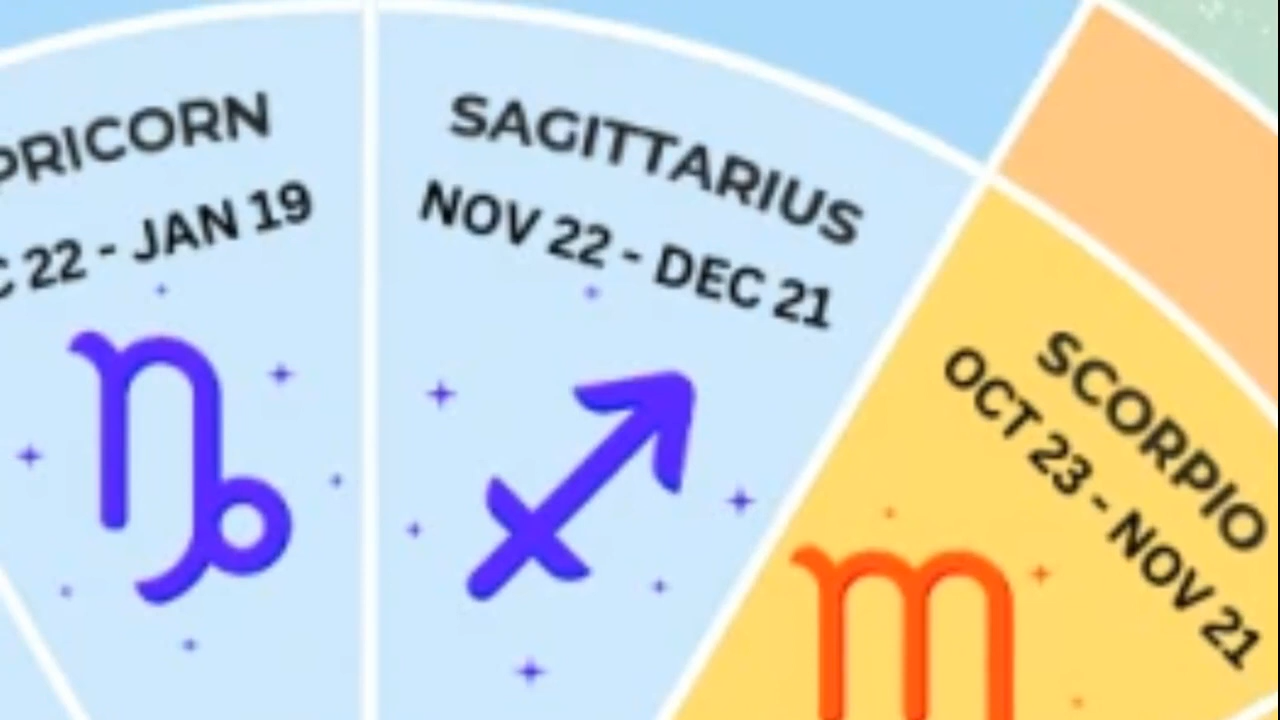 PRICORN
C 22 - JAN 19
SAGITTARIUS
NOV 22 - DEC 21
SCORPIO
OCT 23 - NOV 21